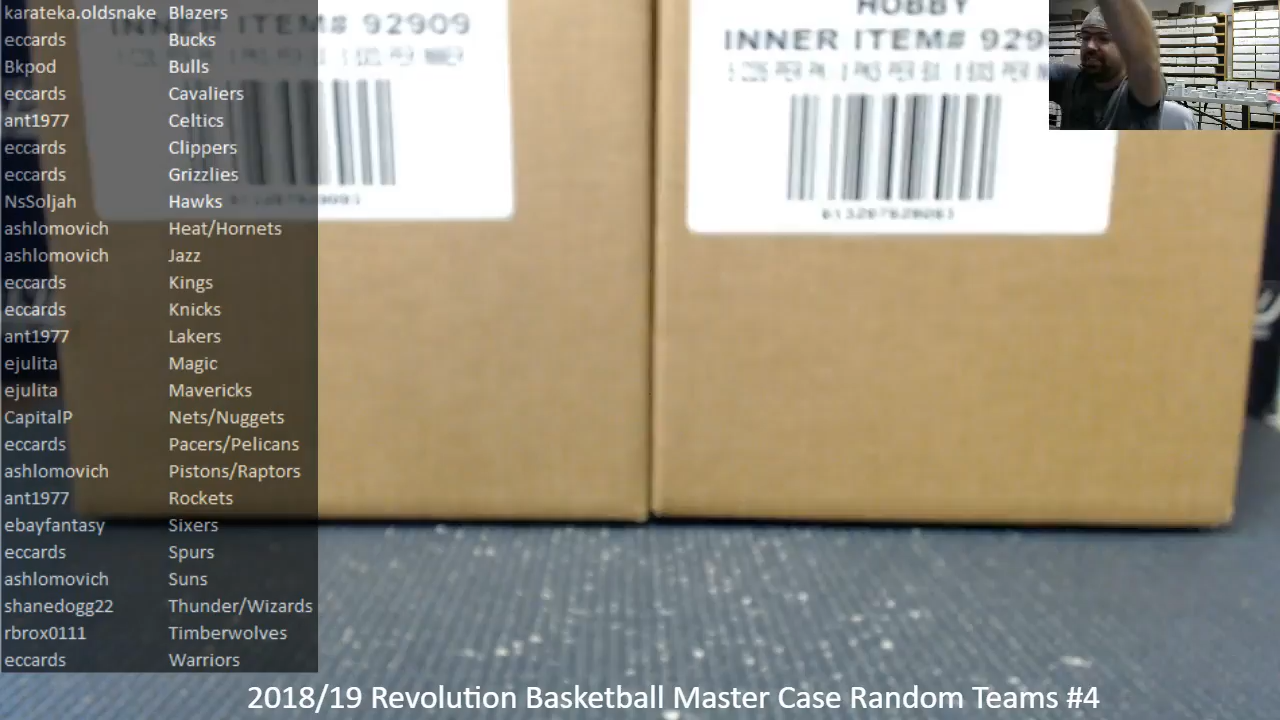 karateka.oldsnake Blazers
eccards Bucks
Bkpod Bulls
eccards Cavaliers
ant1977 Celtics
eccards Clippers
eccards Grizzlies
NsSoljah Hawks
ashlomovich Heat/Hornets
ashlomovich Jazz
eccards Kings
eccards Knicks
ant1977 Lakers
ejulita Magic
ejulita Mavericks
CapitalP Nets/Nuggets
eccards Pacers/Pelicans
ashlomovich Pistons/Raptors
ant1977 Rockets
ebayfantasy Sixers
eccards Spurs
ashlomovich Suns
shanedogg22 Thunder/Wizards
rbrox0111 Timberwolves
eccards Warriors
INNER ITEM# 92909
HOBBY
INNER ITEM# 929
2018/19 Revolution Basketball Master Case Random Teams #4